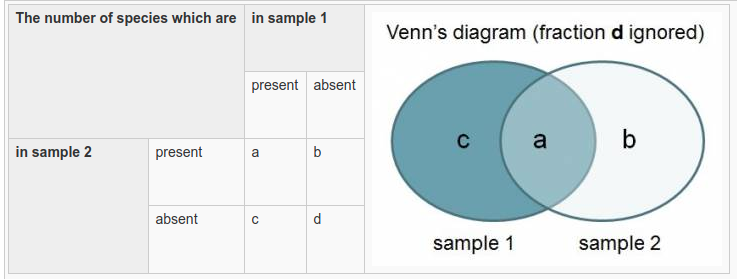 The number of species which are in sample 1
present absent
in sample 2 present a b
absent c d
Venn's diagram (fraction d ignored)
c a b
sample 1 sample 2